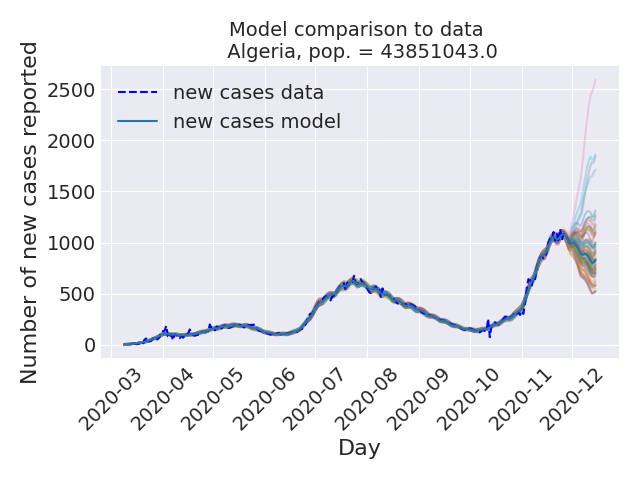 Model comparison to data
Algeria, pop. = 43851043.0
new cases data
new cases model
Number of new cases reported
2500
2000
1500
1000
500
0
2020-03
2020-04
2020-05
2020-06
2020-07
2020-08
2020-09
2020-10
2020-11
2020-12
Day